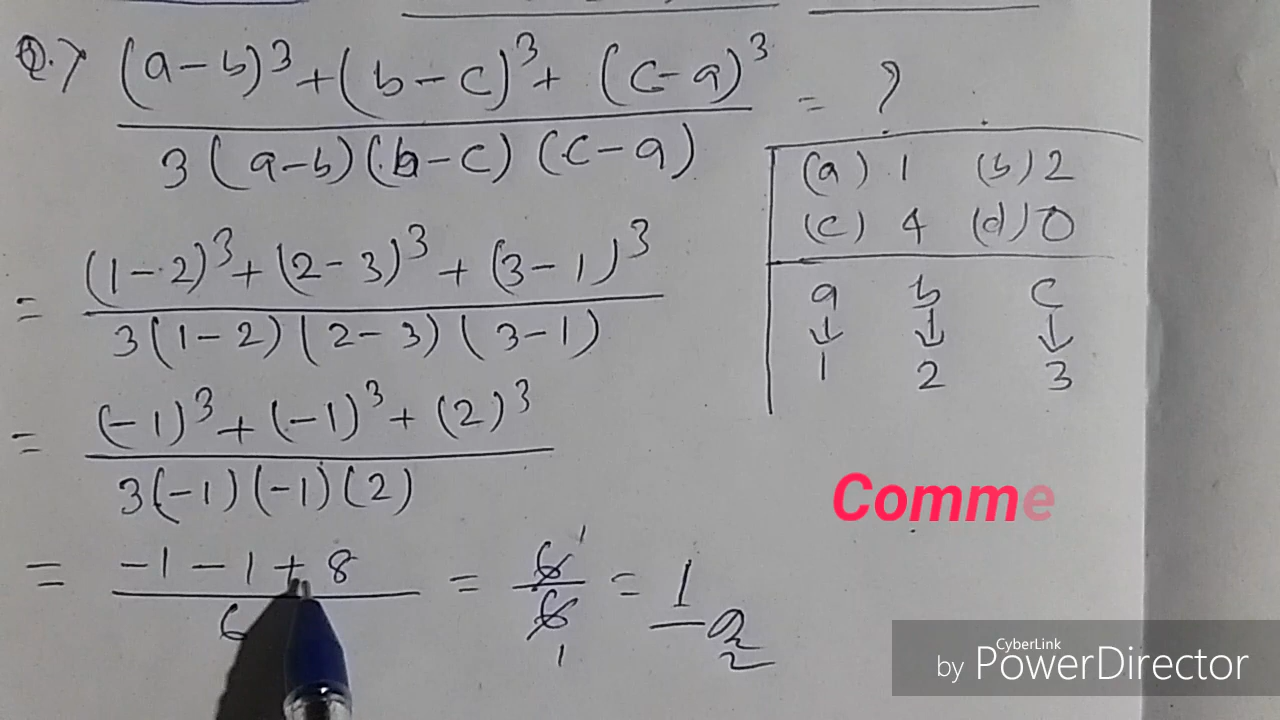 Q.> (a-b)³ + (b-c)³ + (c-a)³ / 3(a-b)(b-c)(c-a) = ?
(a) 1 (b) 2
(c) 4 (d) 0
a b c
↓ ↓ ↓
1 2 3
= (1-2)³ + (2-3)³ + (3-1)³ / 3(1-2)(2-3)(3-1)
= (-1)³ + (-1)³ + (2)³ / 3(-1)(-1)(2)
= -1 - 1 + 8 / 6 = 6 1 / 6 1 = 1
Comme
CyberLink
by PowerDirector